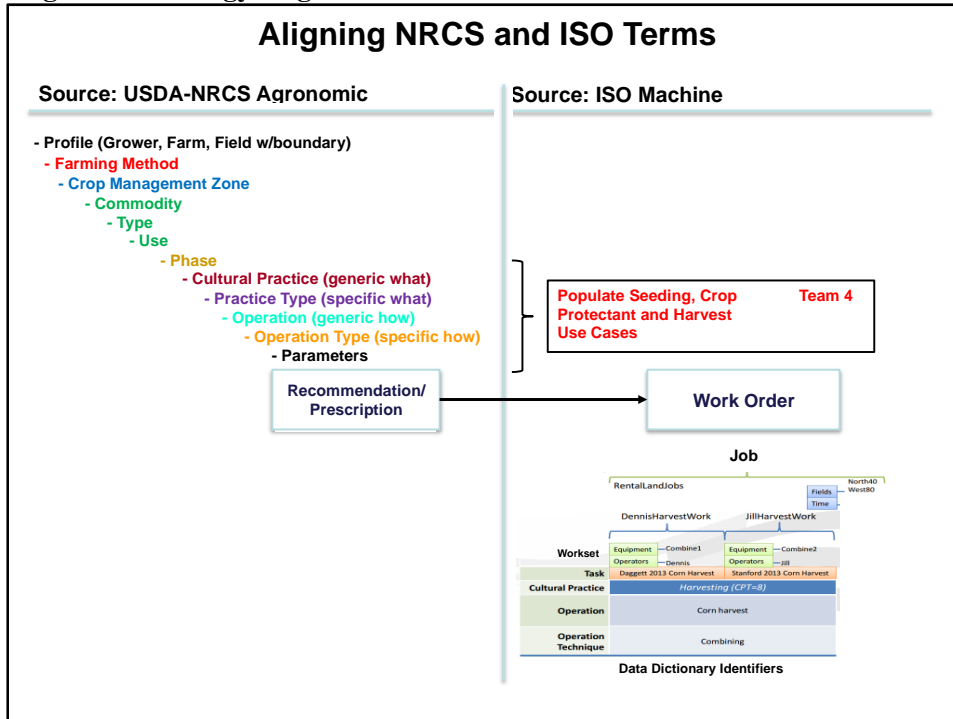 Aligning NRCS and ISO Terms
Source: USDA-NRCS Agronomic
Source: ISO Machine
- Profile (Grower, Farm, Field w/boundary)
- Farming Method
- Crop Management Zone
- Commodity
- Type
- Use
- Phase
- Cultural Practice (generic what)
- Practice Type (specific what)
- Operation (generic how)
- Operation Type (specific how)
- Parameters
Populate Seeding, Crop Team 4
Protectant and Harvest
Use Cases
Recommendation/
Prescription
Work Order
Job
RentalLandJobs
Fields
North40
West80
Time
DennisHarvestWork
JillHarvestWork
Workset
Equipment
Combine1
Operators
Dennis
Equipment
Combine2
Operators
Jill
Task
Daggett 2013 Corn Harvest
Stanford 2013 Corn Harvest
Cultural Practice
Harvesting (CPT=8)
Operation
Corn harvest
Operation
Technique
Combining
Data Dictionary Identifiers